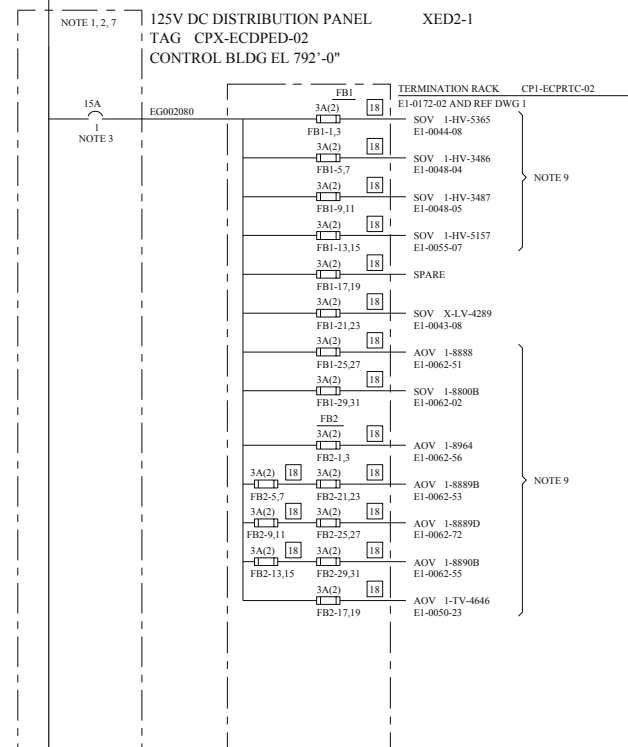 NOTE 1, 2, 7
125V DC DISTRIBUTION PANEL XED2-1
TAG CPX-ECDPED-02
CONTROL BLDG EL 792'-0"
FB1
TERMINATION RACK CP1-ECPRTC-02
E1-0172-02 AND REF DWG 1
15A
1
NOTE 3
EG002080
3A(2) 18
FB1-1,3
SOV 1-HV-5365
E1-0044-08
3A(2) 18
FB1-5,7
SOV 1-HV-3486
E1-0048-04
3A(2) 18
FB1-9,11
SOV 1-HV-3487
E1-0048-05
NOTE 9
3A(2) 18
FB1-13,15
SOV 1-HV-5157
E1-0055-07
3A(2) 18
FB1-17,19
SPARE
3A(2) 18
FB1-21,23
SOV X-LV-4289
E1-0043-08
3A(2) 18
FB1-25,27
AOV 1-8888
E1-0062-51
3A(2) 18
FB1-29,31
SOV 1-8800B
E1-0062-02
FB2
3A(2) 18
FB2-1,3
AOV 1-8964
E1-0062-56
3A(2) 18 3A(2) 18
FB2-5,7 FB2-21,23
AOV 1-8889B
E1-0062-53
NOTE 9
3A(2) 18 3A(2) 18
FB2-9,11 FB2-25,27
AOV 1-8889D
E1-0062-72
3A(2) 18 3A(2) 18
FB2-13,15 FB2-29,31
AOV 1-8890B
E1-0062-55
3A(2) 18
FB2-17,19
AOV 1-TV-4646
E1-0050-23